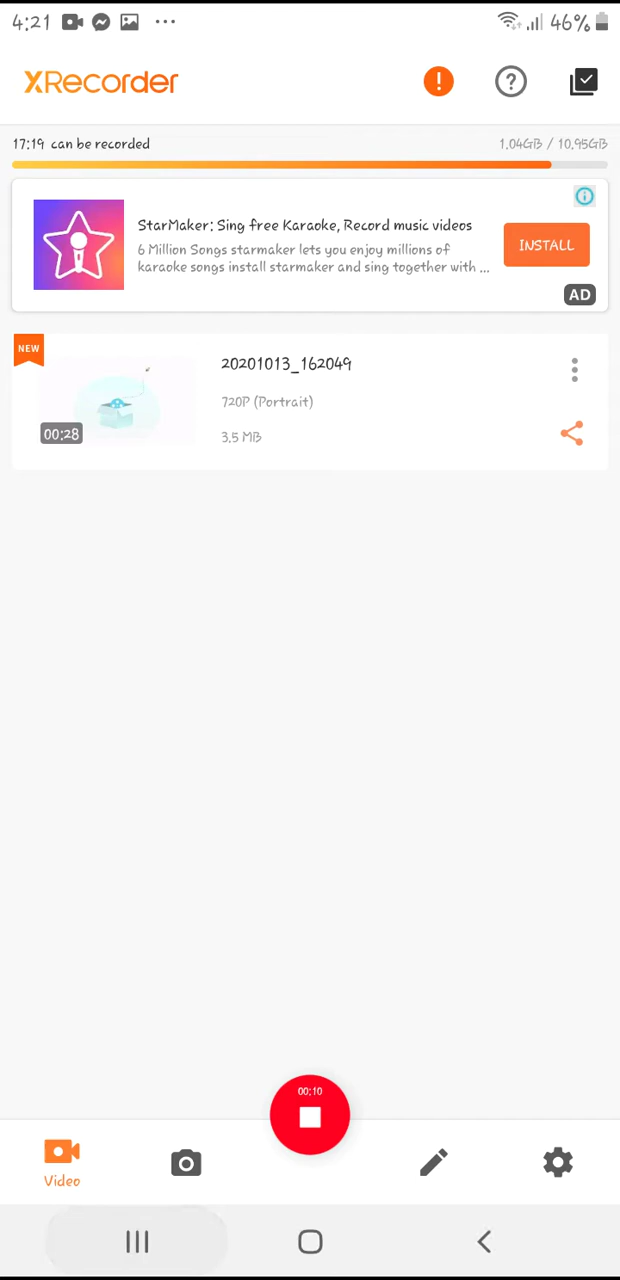 4:21
46%
XRecorder
17:19 can be recorded
1.04GB / 10.95GB
StarMaker: Sing free Karaoke, Record music videos
6 Million Songs starmaker lets you enjoy millions of
karaoke songs install starmaker and sing together with ...
INSTALL
AD
NEW
20201013_162049
720P (Portrait)
00:28
3.5 MB
00:10
Video